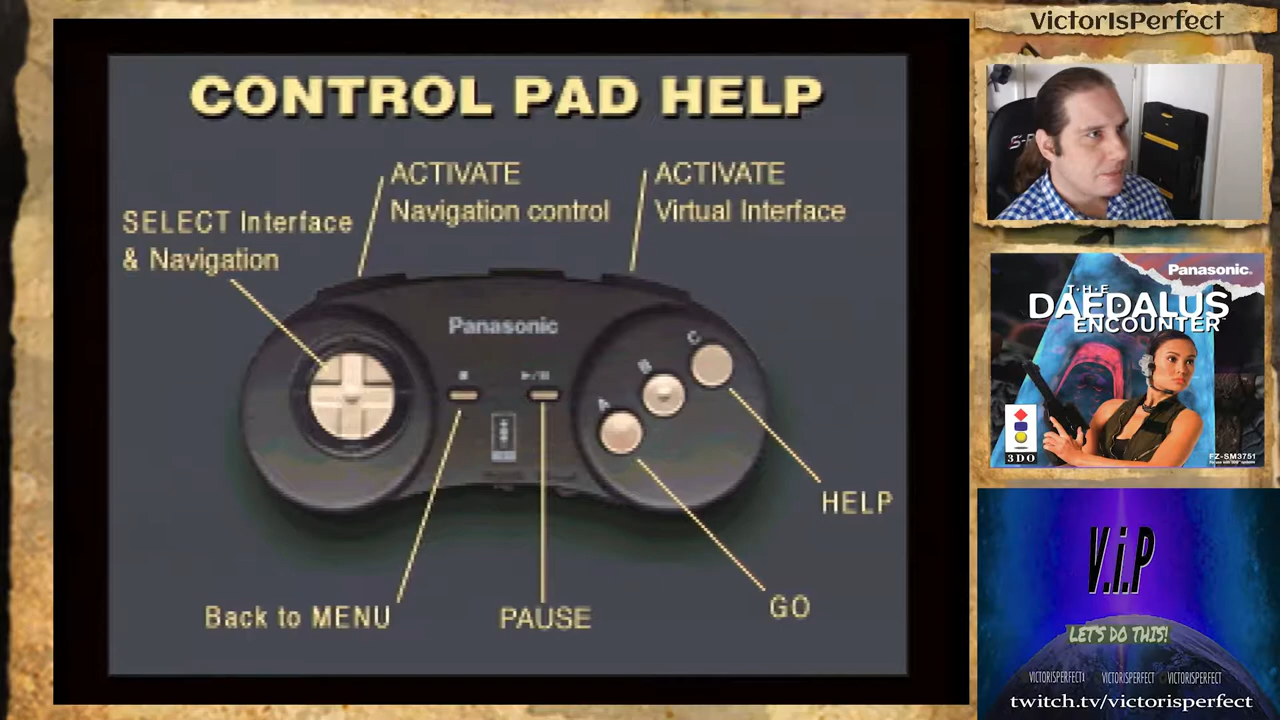 VictorIsPerfect
CONTROL PAD HELP
ACTIVATE
Navigation control
ACTIVATE
Virtual Interface
SELECT Interface
& Navigation
Panasonic
A
B
C
HELP
GO
Back to MENU
PAUSE
Panasonic
THE
DAEDALUS
ENCOUNTER
3DO
FZ-SM3751
V.i.P
LET'S DO THIS!
VICTORISPERFECT1 VICTORISPERFECT VICTORISPERFECT
twitch.tv/victorisperfect